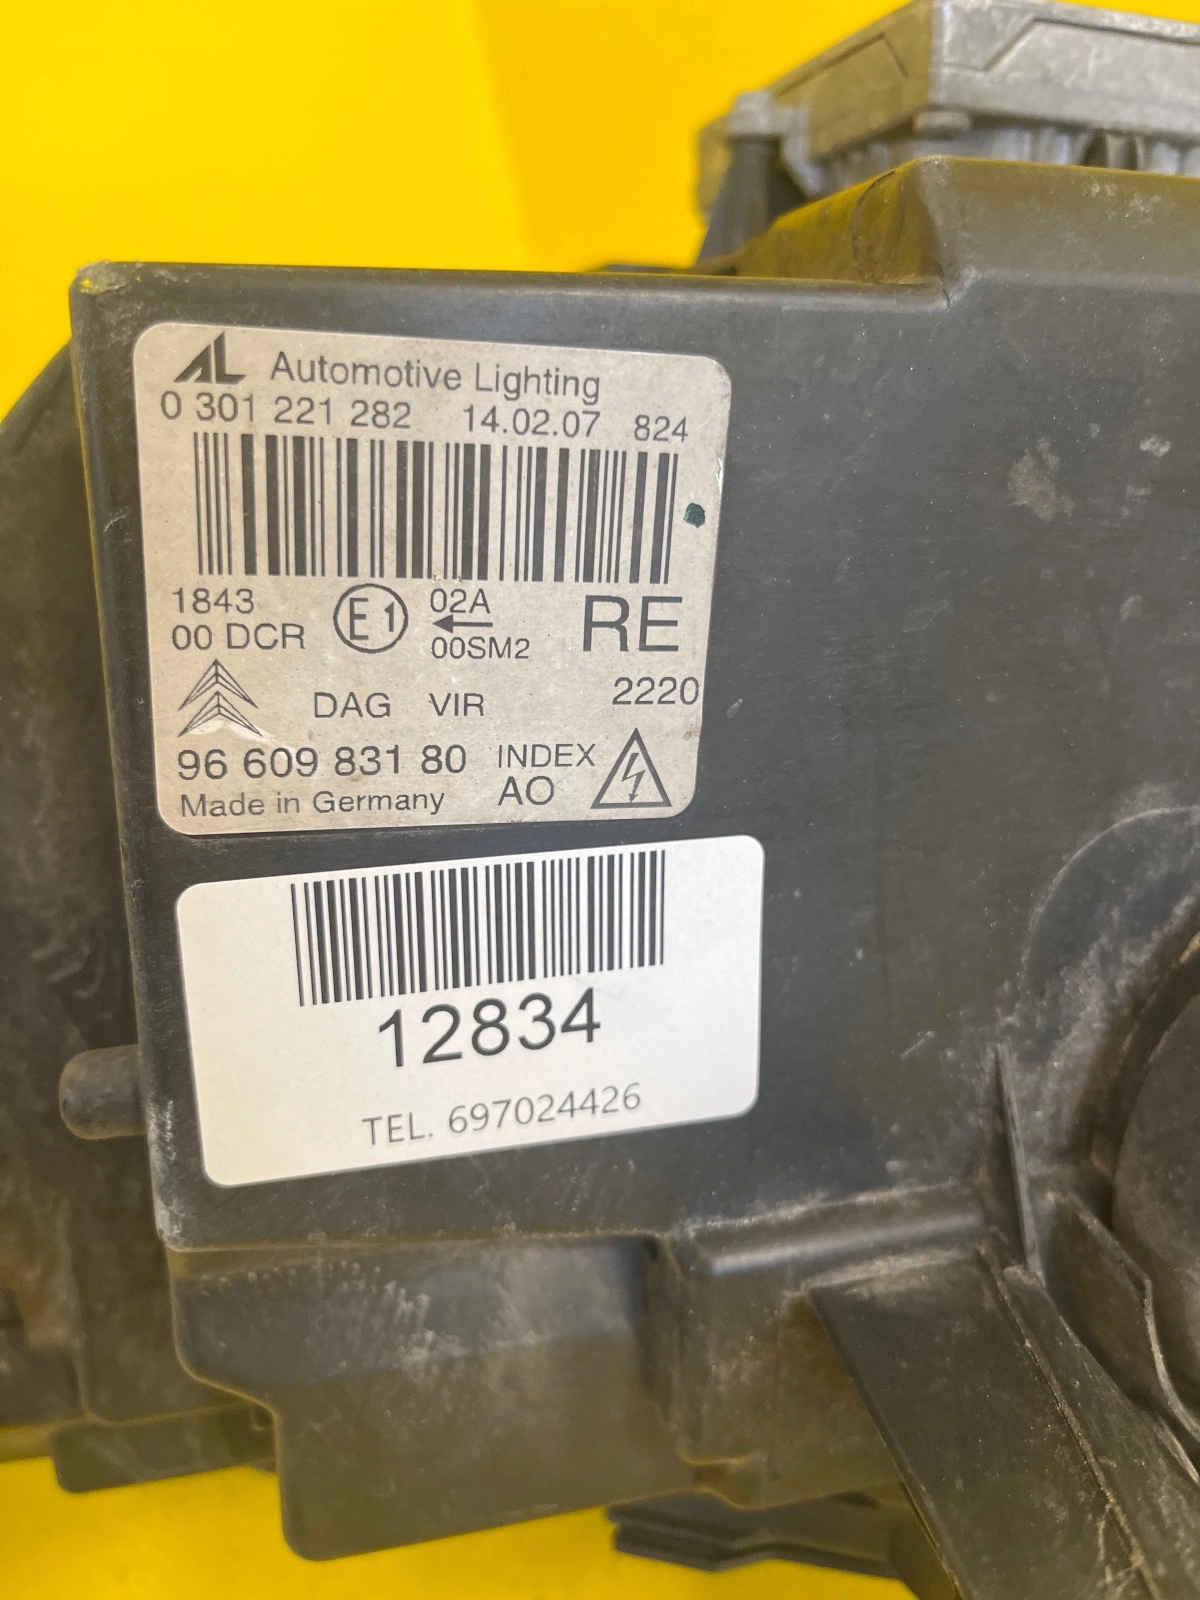 AL Automotive Lighting
0 301 221 282 14.02.07 824
1843
00 DCR
E1
02A
00SM2
RE
DAG VIR 2220
96 609 831 80 INDEX
Made in Germany AO
12834
TEL. 697024426